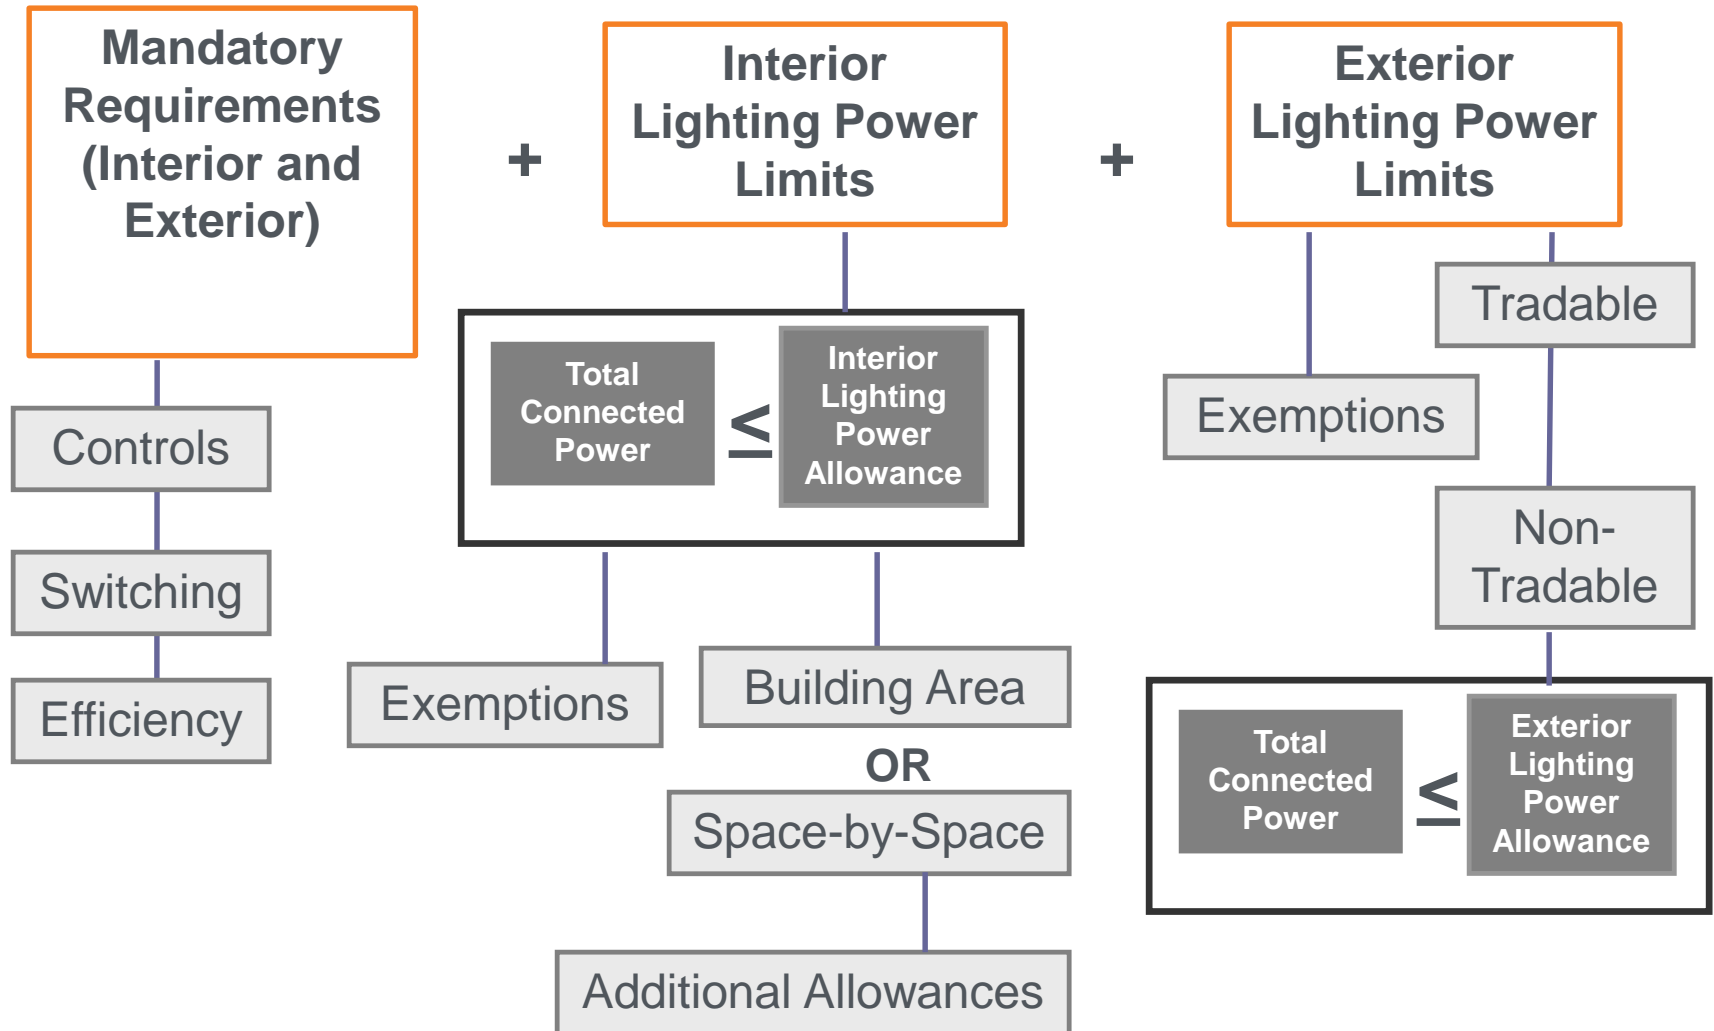 Mandatory
Requirements
(Interior and
Exterior)
+
Interior
Lighting Power
Limits
+
Exterior
Lighting Power
Limits
Controls
Switching
Efficiency
Total
Connected
Power
≤
Interior
Lighting
Power
Allowance
Exemptions
Building Area
OR
Space-by-Space
Additional Allowances
Exemptions
Tradable
Non-
Tradable
Total
Connected
Power
≤
Exterior
Lighting
Power
Allowance